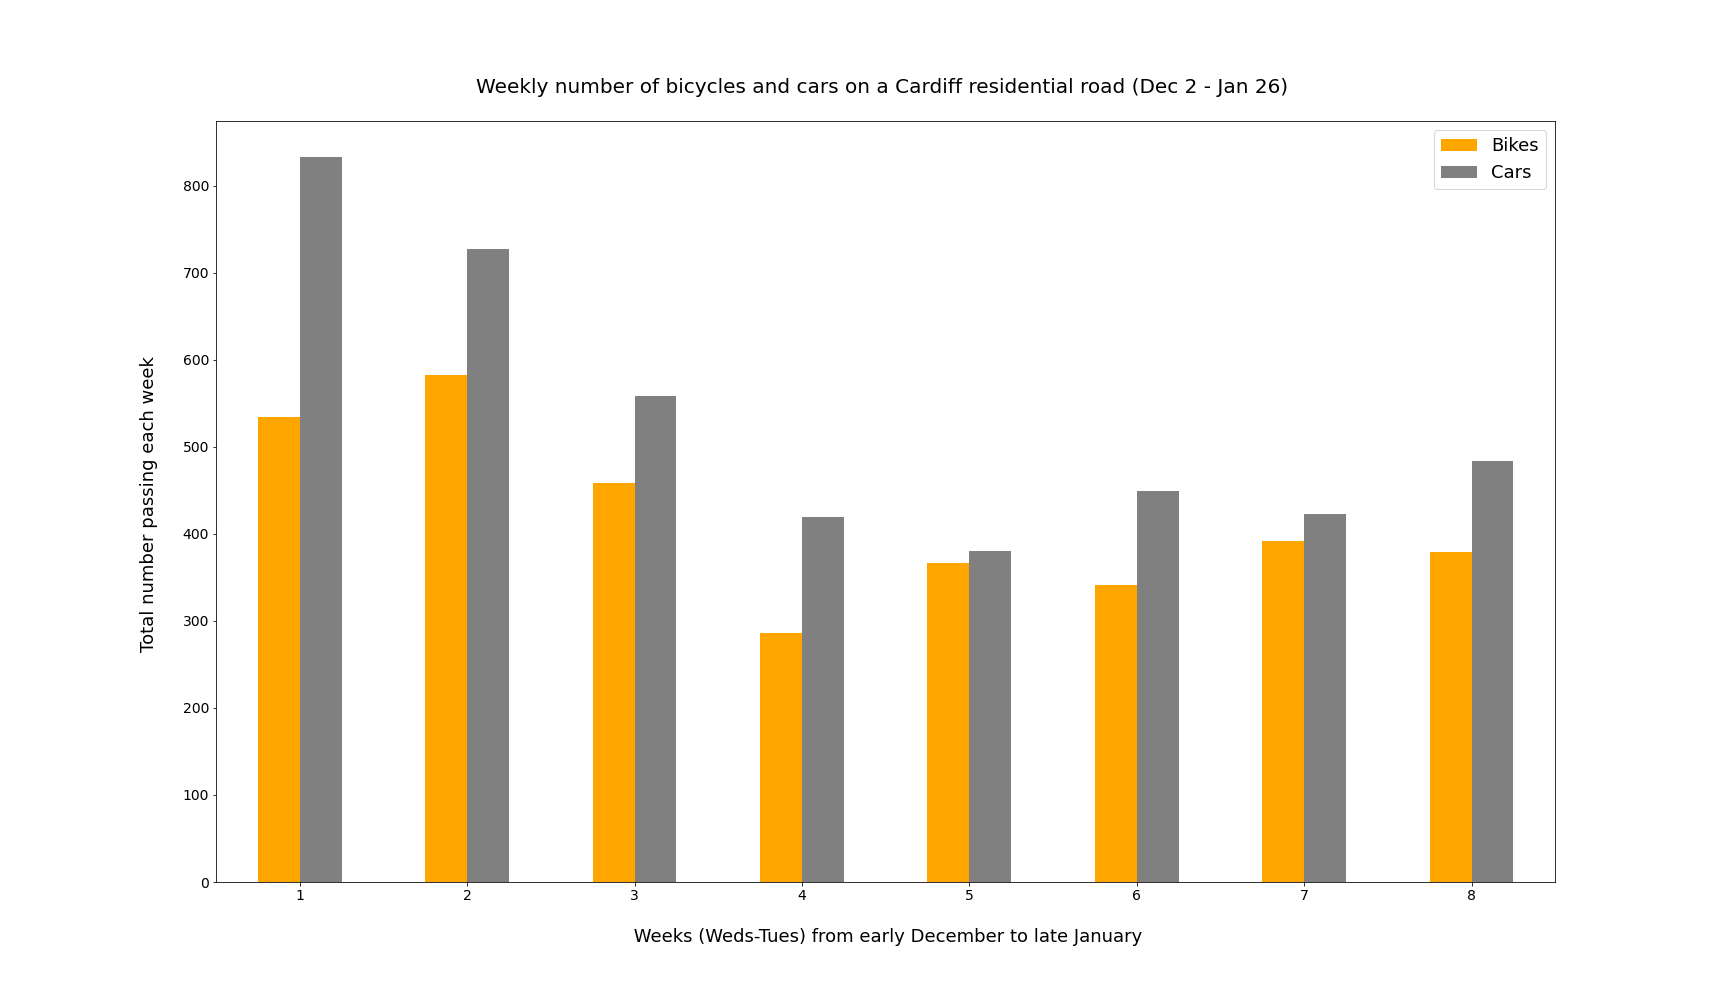 Weekly number of bicycles and cars on a Cardiff residential road (Dec 2 - Jan 26)
Bikes
Cars
Total number passing each week
800
700
600
500
400
300
200
100
0
1 2 3 4 5 6 7 8
Weeks (Weds-Tues) from early December to late January